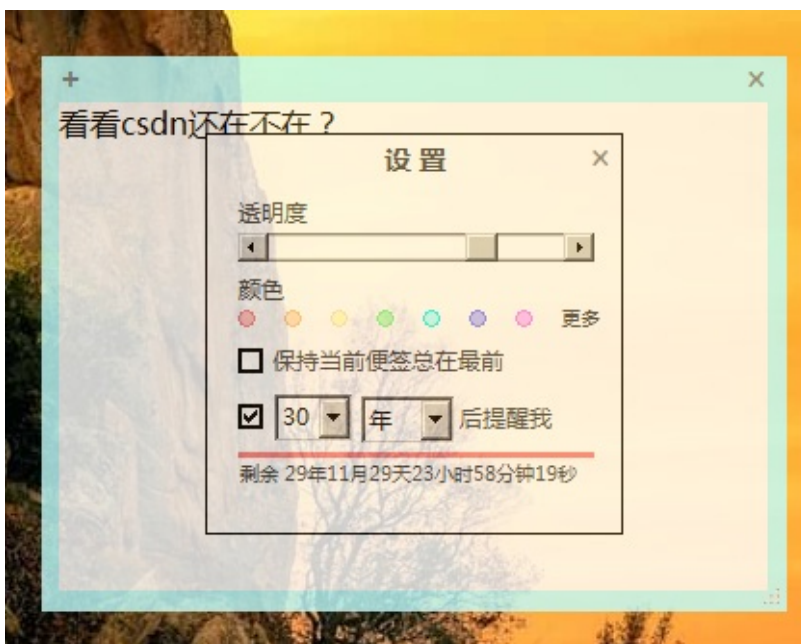 看看csdn还在不在？
设置
透明度
颜色
更多
保持当前便签总在最前
30 年 后提醒我
剩余 29年11月29天23小时58分钟19秒